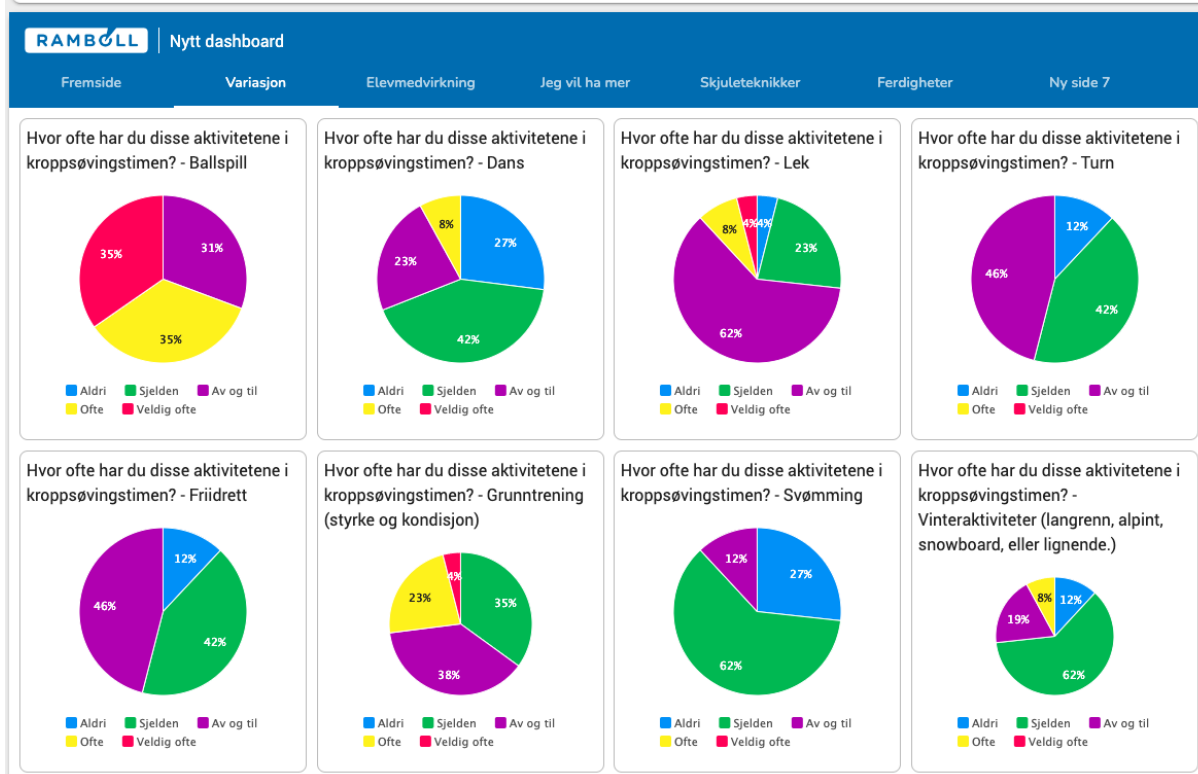 RAMBOLL Nytt dashboard
Fremside Variasjon Elevmedvirkning Jeg vil ha mer Skjuleteknikker Ferdigheter Ny side 7
Hvor ofte har du disse aktivitetene i
kroppsøvingstimen? - Ballspill
35%
31%
35%
Aldri Sjelden Av og til
Ofte Veldig ofte
Hvor ofte har du disse aktivitetene i
kroppsøvingstimen? - Dans
8%
27%
23%
42%
Aldri Sjelden Av og til
Ofte Veldig ofte
Hvor ofte har du disse aktivitetene i
kroppsøvingstimen? - Lek
4% 4%
8%
23%
62%
Aldri Sjelden Av og til
Ofte Veldig ofte
Hvor ofte har du disse aktivitetene i
kroppsøvingstimen? - Turn
12%
46%
42%
Aldri Sjelden Av og til
Ofte Veldig ofte
Hvor ofte har du disse aktivitetene i
kroppsøvingstimen? - Friidrett
12%
46%
42%
Aldri Sjelden Av og til
Ofte Veldig ofte
Hvor ofte har du disse aktivitetene i
kroppsøvingstimen? - Grunntrening
(styrke og kondisjon)
4%
23%
35%
38%
Aldri Sjelden Av og til
Ofte Veldig ofte
Hvor ofte har du disse aktivitetene i
kroppsøvingstimen? - Svømming
12%
27%
62%
Aldri Sjelden Av og til
Ofte Veldig ofte
Hvor ofte har du disse aktivitetene i
kroppsøvingstimen? -
Vinteraktiviteter (langrenn, alpint,
snowboard, eller lignende.)
8%
12%
19%
62%
Aldri Sjelden Av og til
Ofte Veldig ofte